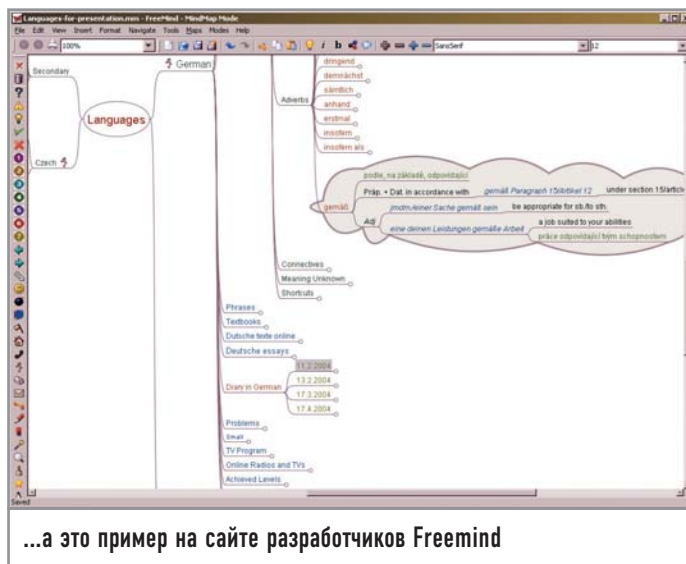 Languages-for-presentation.mm - FreeMind - MindMap Mode
File Edit View Insert Format Navigate Tools Maps Modes Help
100%
SansSerif
12
Secondary
Languages
Czech
German
Adverbs
dringend
demnächst
sämtlich
anhand
erstmal
insofern
insofern als
gemäß
podle, na základě, odpovídající
Präp. + Dat. in accordance with
gemäß Paragraph 15/Artikel 12
under section 15/article
Adj
jmdm./einer Sache gemäß sein
be appropriate for sb./to sth.
eine deinen Leistungen gemäße Arbeit
a job suited to your abilities
práce odpovídající tvým schopnostem
Connectives
Meaning Unknown
Shortcuts
Phrases
Textbooks
Dutsche texte online
Deutsche essays
Diary in German
11.2.2004
13.2.2004
17.3.2004
17.4.2004
Problems
Email
TV Program
Online Radios and TVs
Achieved Levels
Saved
...а это пример на сайте разработчиков Freemind